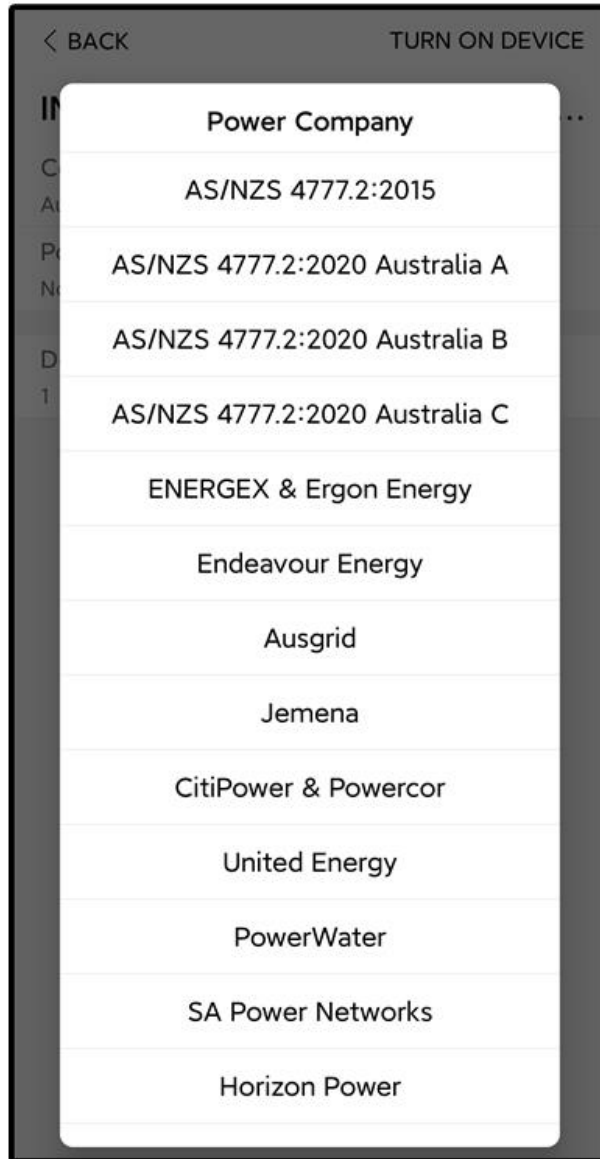 BACK
TURN ON DEVICE
Power Company
AS/NZS 4777.2:2015
AS/NZS 4777.2:2020 Australia A
AS/NZS 4777.2:2020 Australia B
AS/NZS 4777.2:2020 Australia C
ENERGEX & Ergon Energy
Endeavour Energy
Ausgrid
Jemena
CitiPower & Powercor
United Energy
PowerWater
SA Power Networks
Horizon Power
1